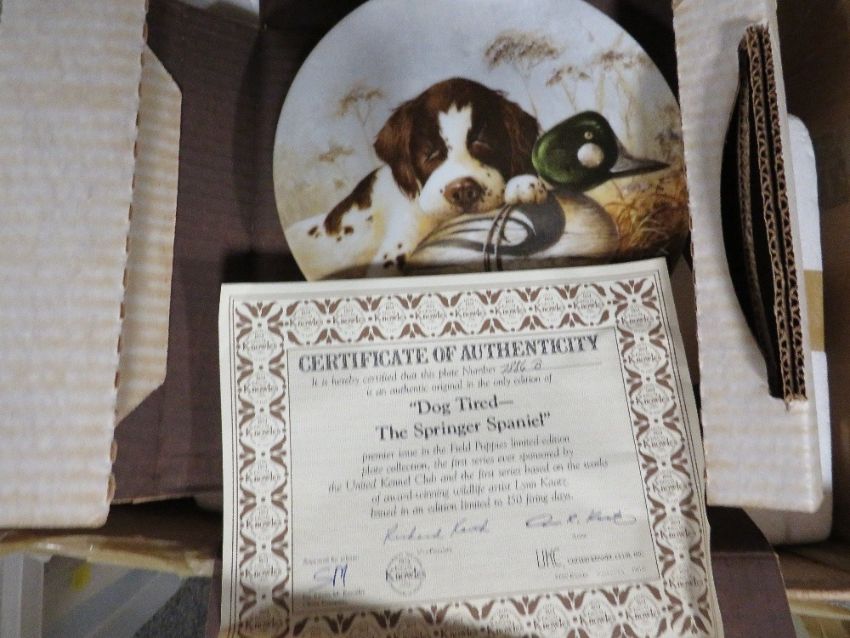 Knowles
CERTIFICATE OF AUTHENTICITY
It is hereby certified that this plate Number
is an authentic original in the only edition of
"Dog Tired—
The Springer Spaniel"
premier issue in the Field Puppies limited-edition
plate collection, the first series ever sponsored by
the United Kennel Club and the first series based on the works
of award-winning wildlife artist Lynn Kaatz.
Issued in an edition limited to 150 firing days.
Knowles
UKC